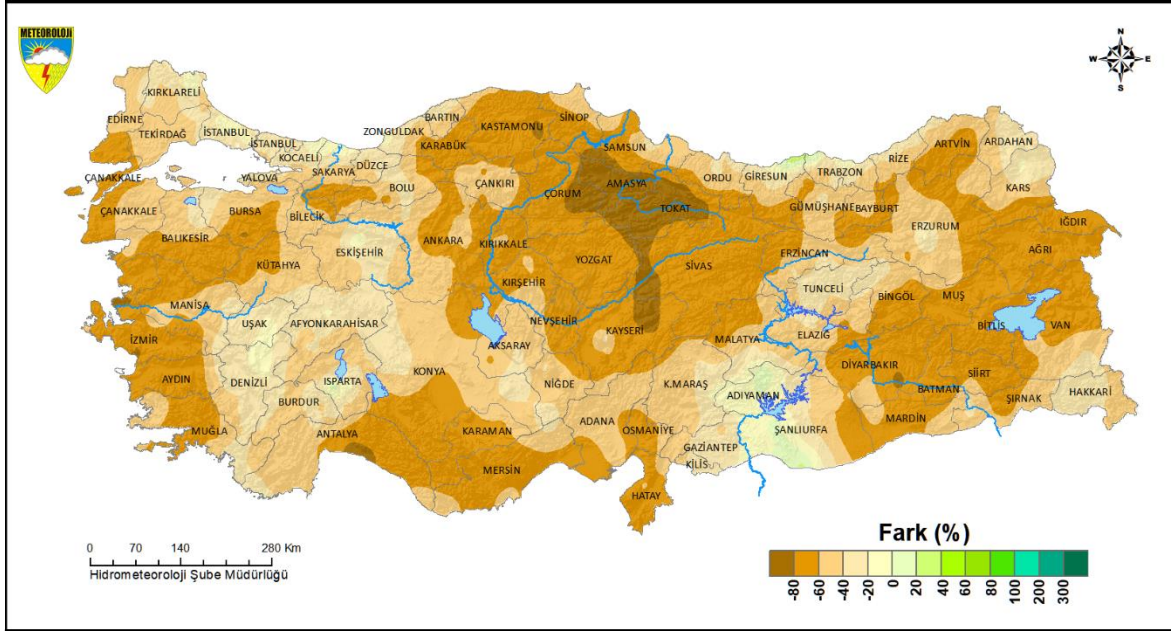 METEOROLOJİ
N
W E
S
KIRKLARELİ
EDİRNE
TEKİRDAĞ
İSTANBUL
İSTANBUL
KOCAELİ
YALOVA
SAKARYA
DÜZCE
ZONGULDAK
BARTIN
KARABÜK
KASTAMONU
SİNOP
SAMSUN
ORDU
GİRESUN
TRABZON
RİZE
ARTVİN
ARDAHAN
KARS
ÇANAKKALE
ÇANAKKALE
BURSA
BİLECİK
BOLU
ÇANKIRI
ÇORUM
AMASYA
TOKAT
GÜMÜŞHANE
BAYBURT
ERZURUM
IĞDIR
AĞRI
BALIKESİR
KÜTAHYA
ESKİŞEHİR
ANKARA
KIRIKKALE
YOZGAT
SİVAS
ERZİNCAN
TUNCELİ
BİNGÖL
MUŞ
BİTLİS
VAN
MANİSA
UŞAK
AFYONKARAHİSAR
KIRŞEHİR
NEVŞEHİR
KAYSERİ
MALATYA
ELAZIĞ
DİYARBAKIR
İZMİR
AYDIN
DENİZLİ
ISPARTA
BURDUR
KONYA
AKSARAY
NİĞDE
K.MARAŞ
ADIYAMAN
BATMAN
SİİRT
ŞIRNAK
HAKKARİ
MARDİN
MUĞLA
ANTALYA
KARAMAN
MERSİN
ADANA
OSMANİYE
GAZİANTEP
KİLİS
ŞANLIURFA
HATAY
0 70 140 280 Km
Hidrometeoroloji Şube Müdürlüğü
Fark (%)
-80 -60 -40 -20 0 20 40 60 80 100 200 300